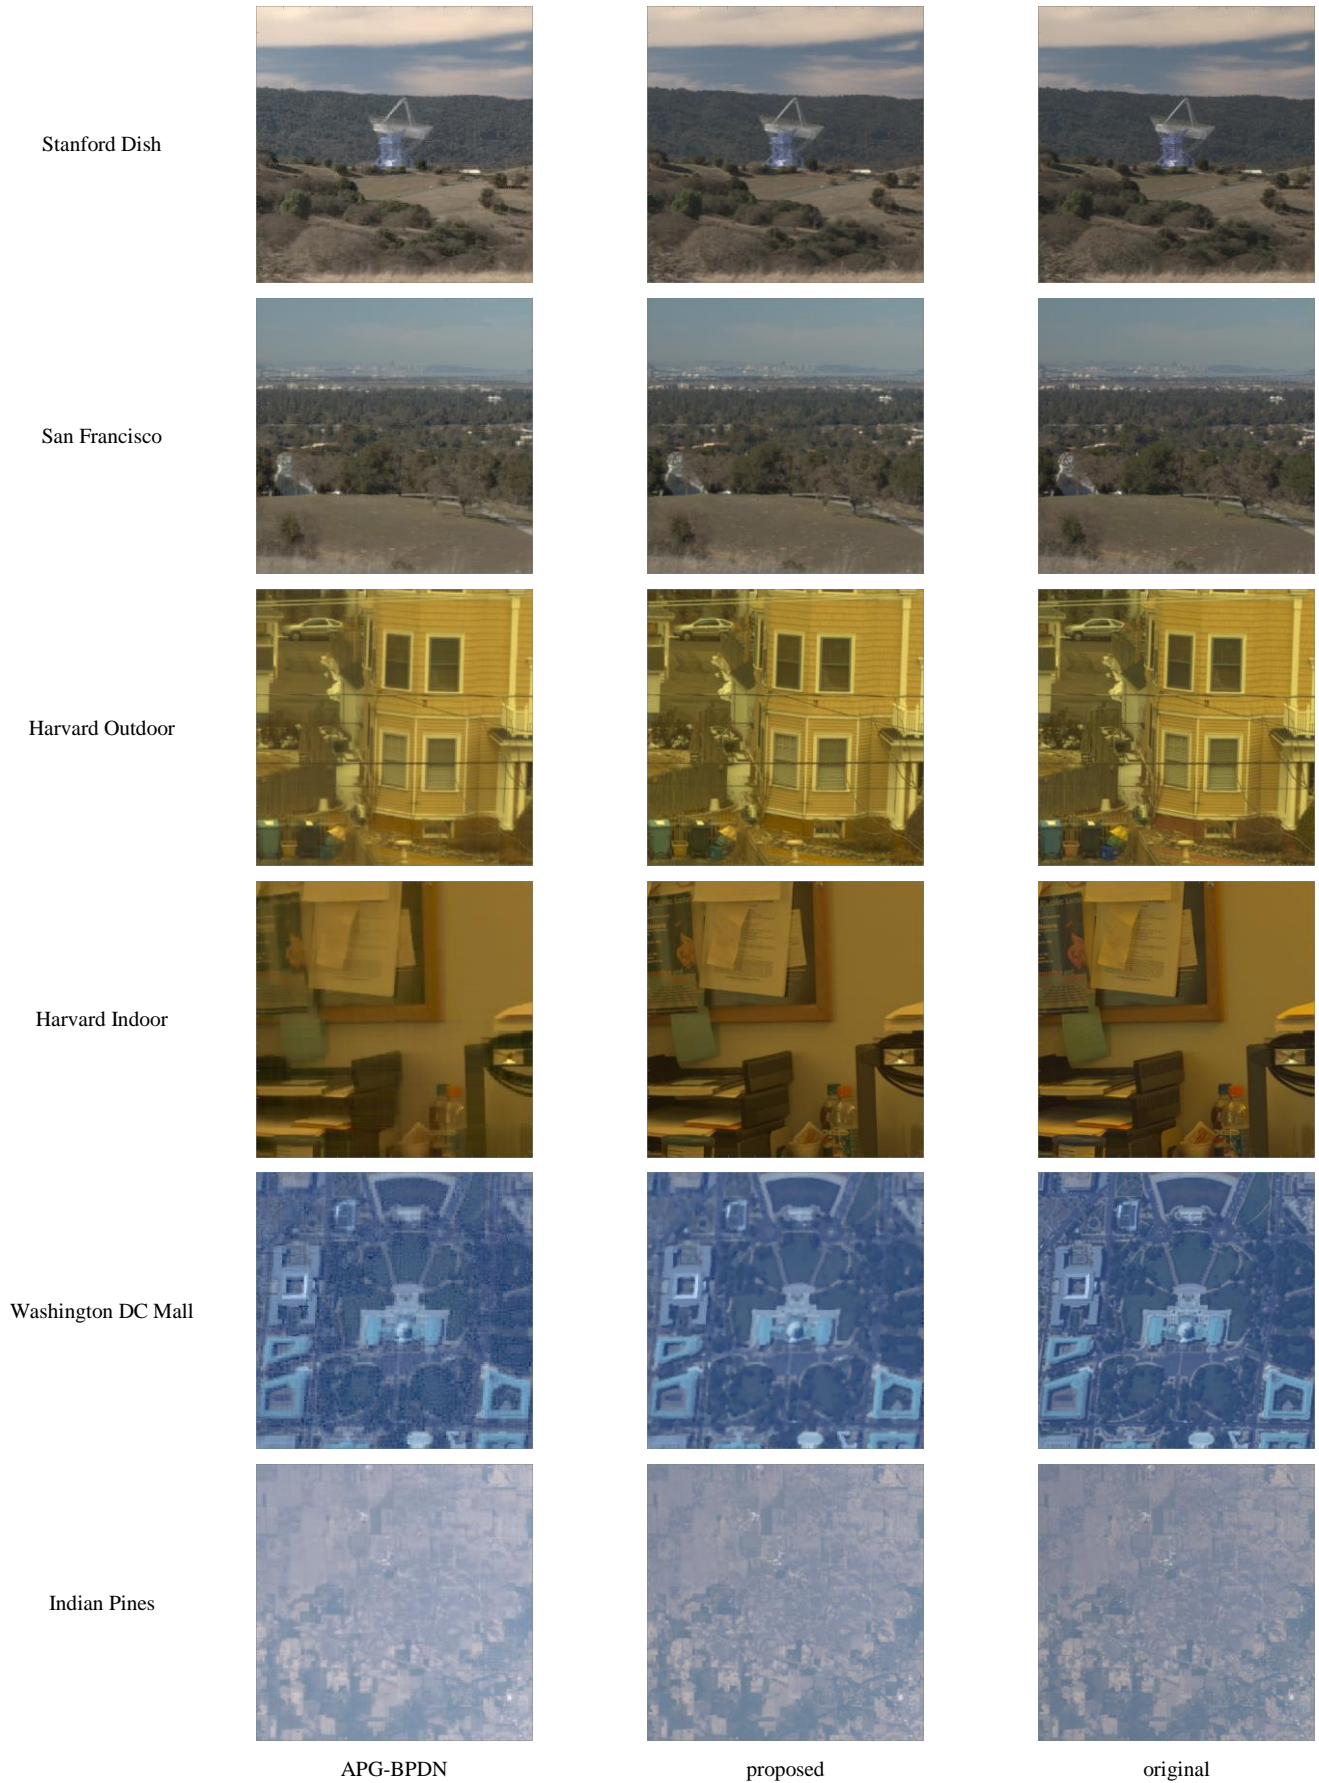 Stanford Dish
San Francisco
Harvard Outdoor
Harvard Indoor
Washington DC Mall
Indian Pines
APG-BPDN
proposed
original